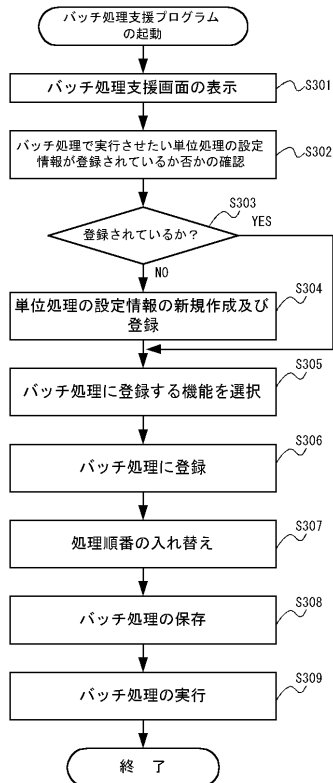 バッチ処理支援プログラム
の起動
バッチ処理支援画面の表示
S301
バッチ処理で実行させたい単位処理の設定
情報が登録されているか否かの確認
S302
S303
登録されているか？
YES
NO
S304
単位処理の設定情報の新規作成及び
登録
S305
バッチ処理に登録する機能を選択
S306
バッチ処理に登録
S307
処理順番の入れ替え
S308
バッチ処理の保存
S309
バッチ処理の実行
終　了